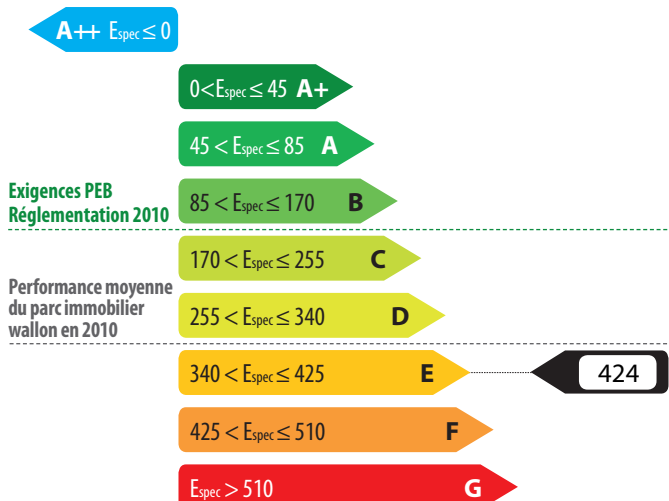 A++ Espec ≤ 0
0 < Espec ≤ 45 A+
45 < Espec ≤ 85 A
Exigences PEB
Réglementation 2010
85 < Espec ≤ 170 B
170 < Espec ≤ 255 C
Performance moyenne
du parc immobilier
wallon en 2010
255 < Espec ≤ 340 D
340 < Espec ≤ 425 E
424
425 < Espec ≤ 510 F
Espec > 510 G